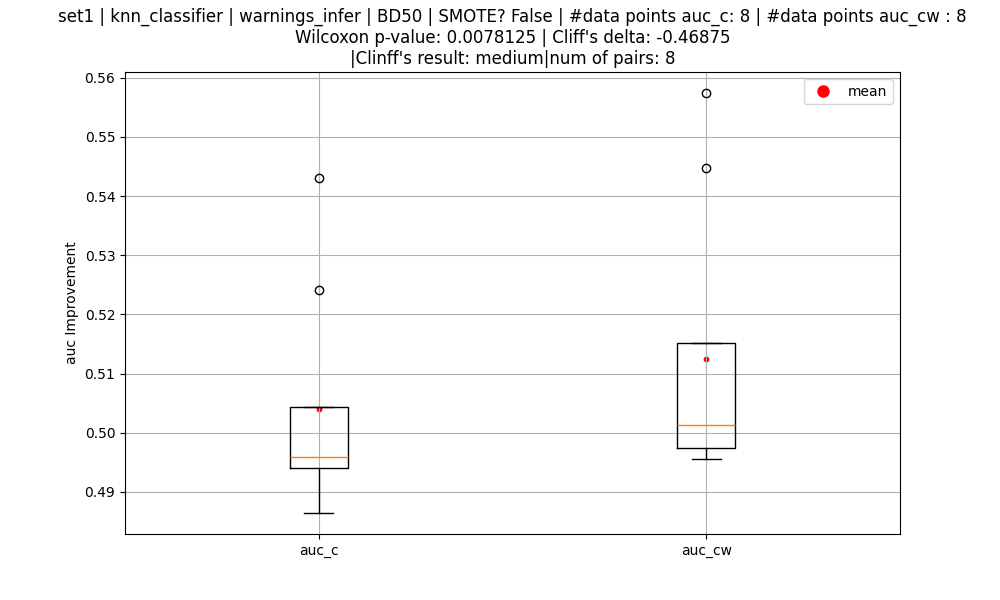 set1 | knn_classifier | warnings_infer | BD50 | SMOTE? False | #data points auc_c: 8 | #data points auc_cw : 8
Wilcoxon p-value: 0.0078125 | Cliff's delta: -0.46875
|Clinff's result: medium|num of pairs: 8
mean
auc Improvement
0.56
0.55
0.54
0.53
0.52
0.51
0.50
0.49
auc_c
auc_cw